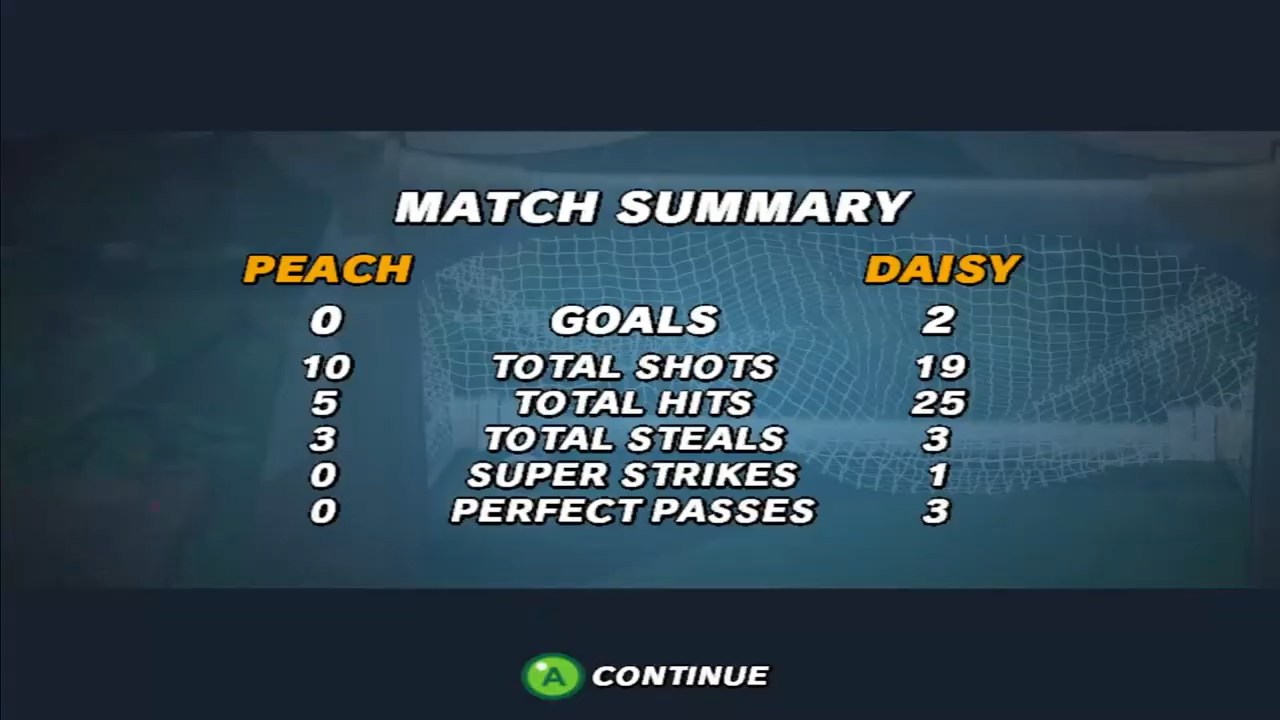 MATCH SUMMARY
PEACH DAISY
0 GOALS 2
10 TOTAL SHOTS 19
5 TOTAL HITS 25
3 TOTAL STEALS 3
0 SUPER STRIKES 1
0 PERFECT PASSES 3
A CONTINUE